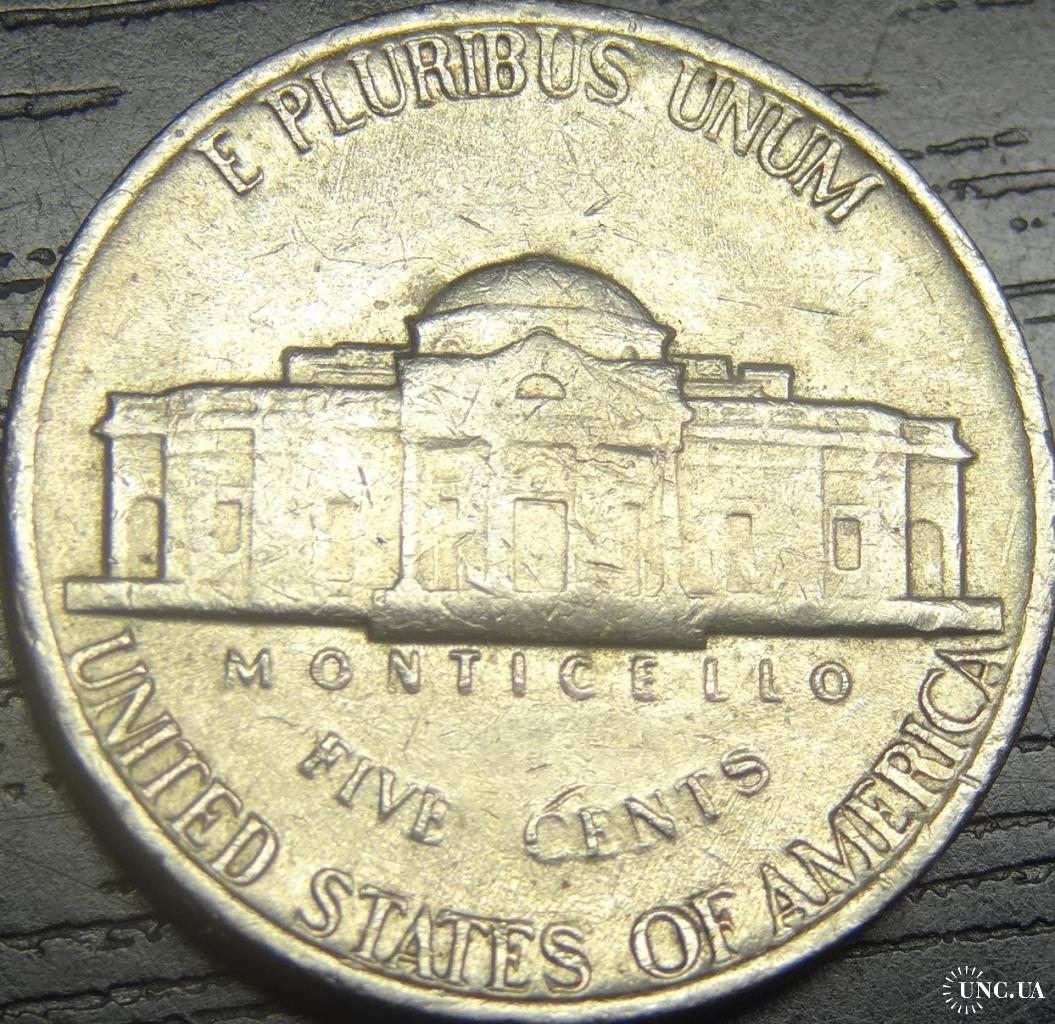 E PLURIBUS UNUM
MONTICELLO
FIVE CENTS
UNITED STATES OF AMERICA
UNC.UA